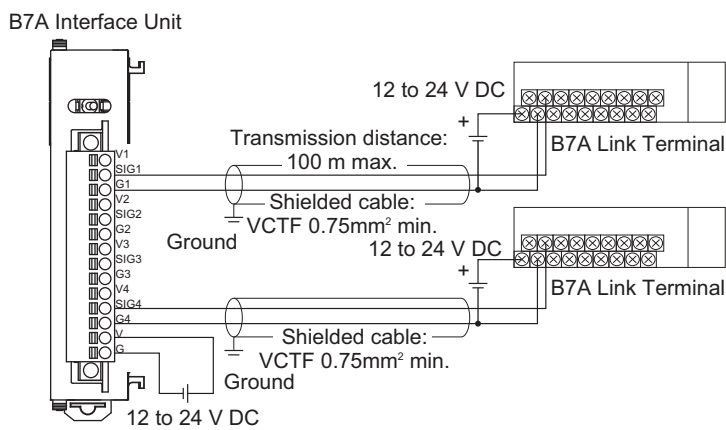 B7A Interface Unit
12 to 24 V DC
+
B7A Link Terminal
Transmission distance:
100 m max.
V1
SIG1
G1
V2
SIG2
G2
V3
SIG3
G3
V4
SIG4
G4
V
G
Shielded cable:
VCTF 0.75mm² min.
Ground
12 to 24 V DC
+
B7A Link Terminal
Shielded cable:
VCTF 0.75mm² min.
Ground
12 to 24 V DC